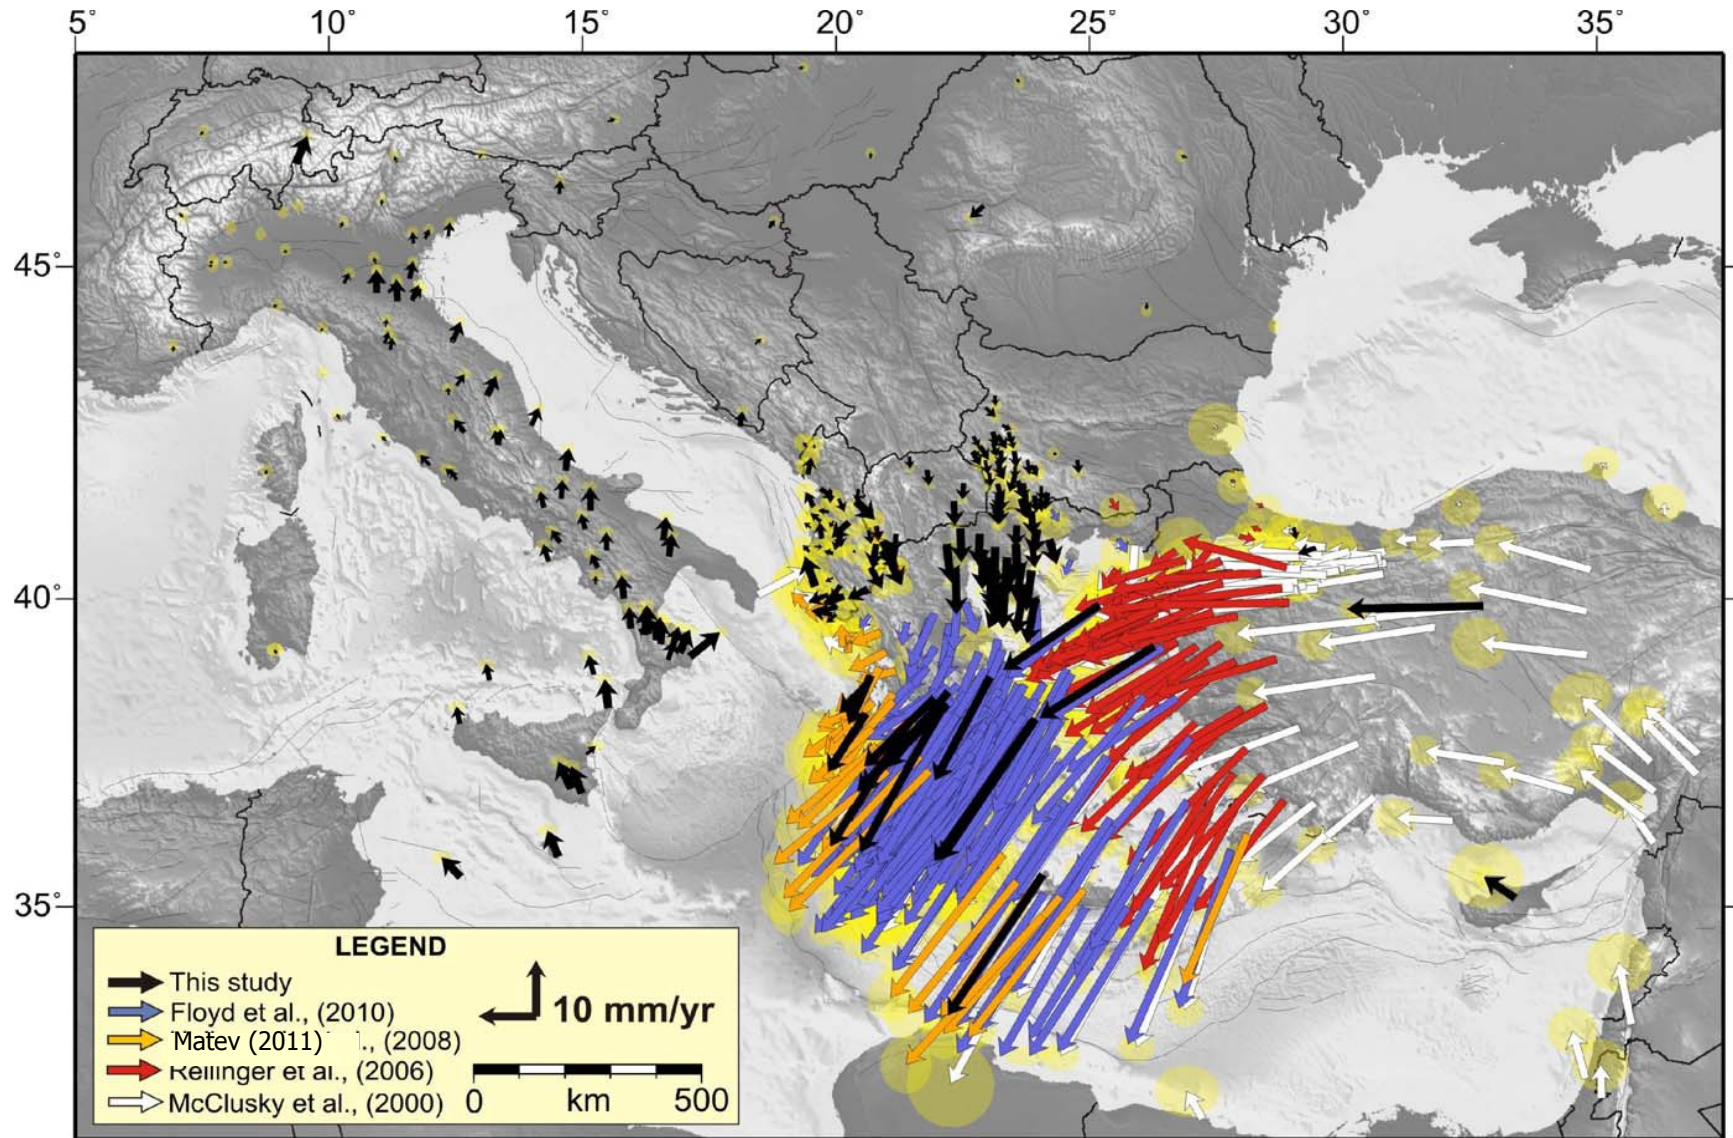 5° 10° 15° 20° 25° 30° 35°
45°
40°
35°
LEGEND
This study
Floyd et al., (2010)
Matev (2011) ., (2008)
Reilinger et al., (2006)
McClusky et al., (2000)
10 mm/yr
0 km 500